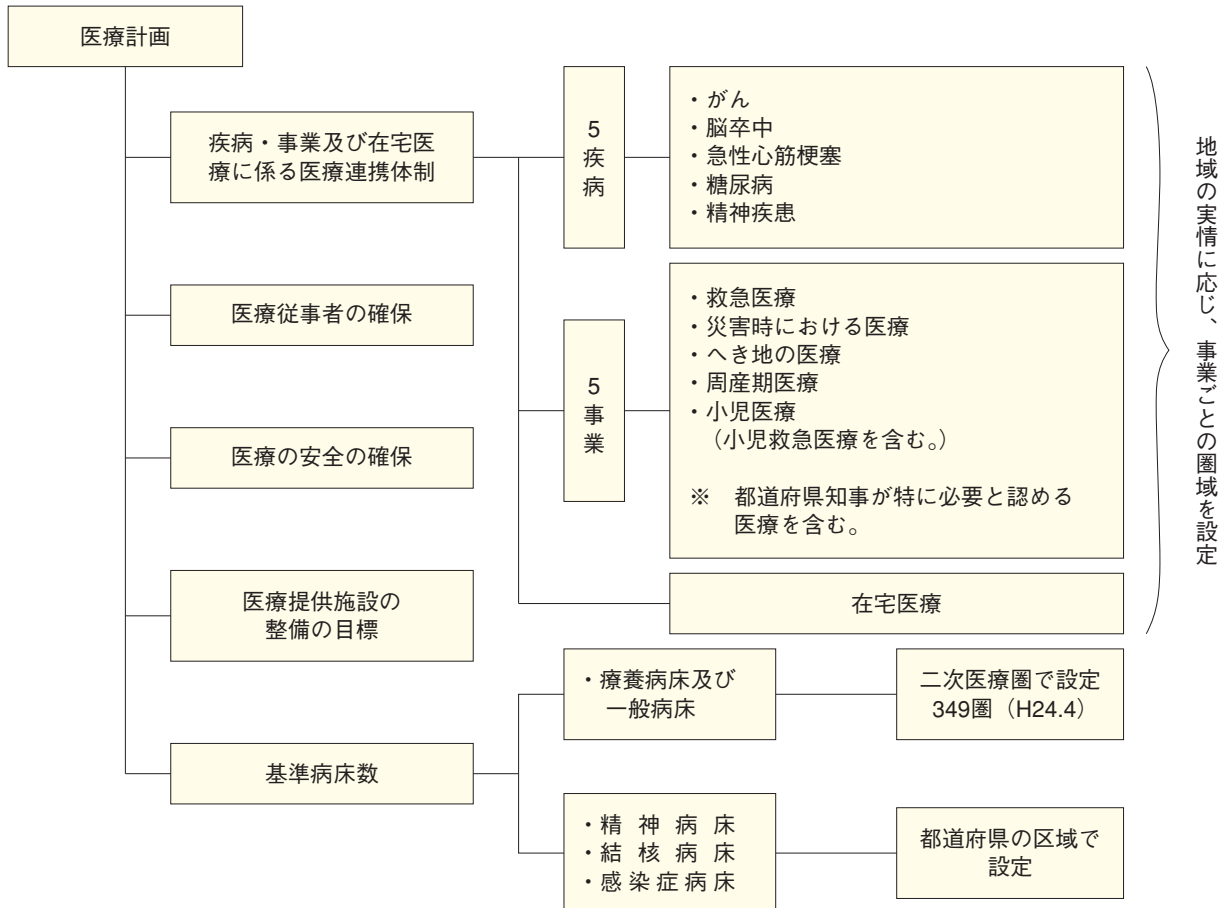 医療計画
疾病・事業及び在宅医
療に係る医療連携体制
5
疾
病
・がん
・脳卒中
・急性心筋梗塞
・糖尿病
・精神疾患
5
事
業
・救急医療
・災害時における医療
・へき地の医療
・周産期医療
・小児医療
（小児救急医療を含む。）
※　都道府県知事が特に必要と認める
医療を含む。
在宅医療
地域の実情に応じ、事業ごとの圏域を設定
医療従事者の確保
医療の安全の確保
医療提供施設の
整備の目標
基準病床数
・療養病床及び
一般病床
二次医療圏で設定
349圏（H24.4）
・精 神 病 床
・結 核 病 床
・感 染 症 病 床
都道府県の区域で
設定